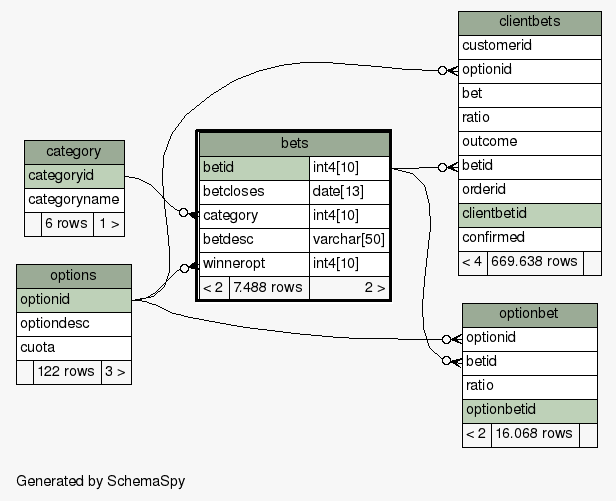 category
categoryid
categoryname
6 rows 1 >
options
optionid
optiondesc
cuota
122 rows 3 >
bets
betid int4[10]
betcloses date[13]
category int4[10]
betdesc varchar[50]
winneropt int4[10]
< 2 7.488 rows 2 >
clientbets
customerid
optionid
bet
ratio
outcome
betid
orderid
clientbetid
confirmed
< 4 669.638 rows
optionbet
optionid
betid
ratio
optionbetid
< 2 16.068 rows
Generated by SchemaSpy